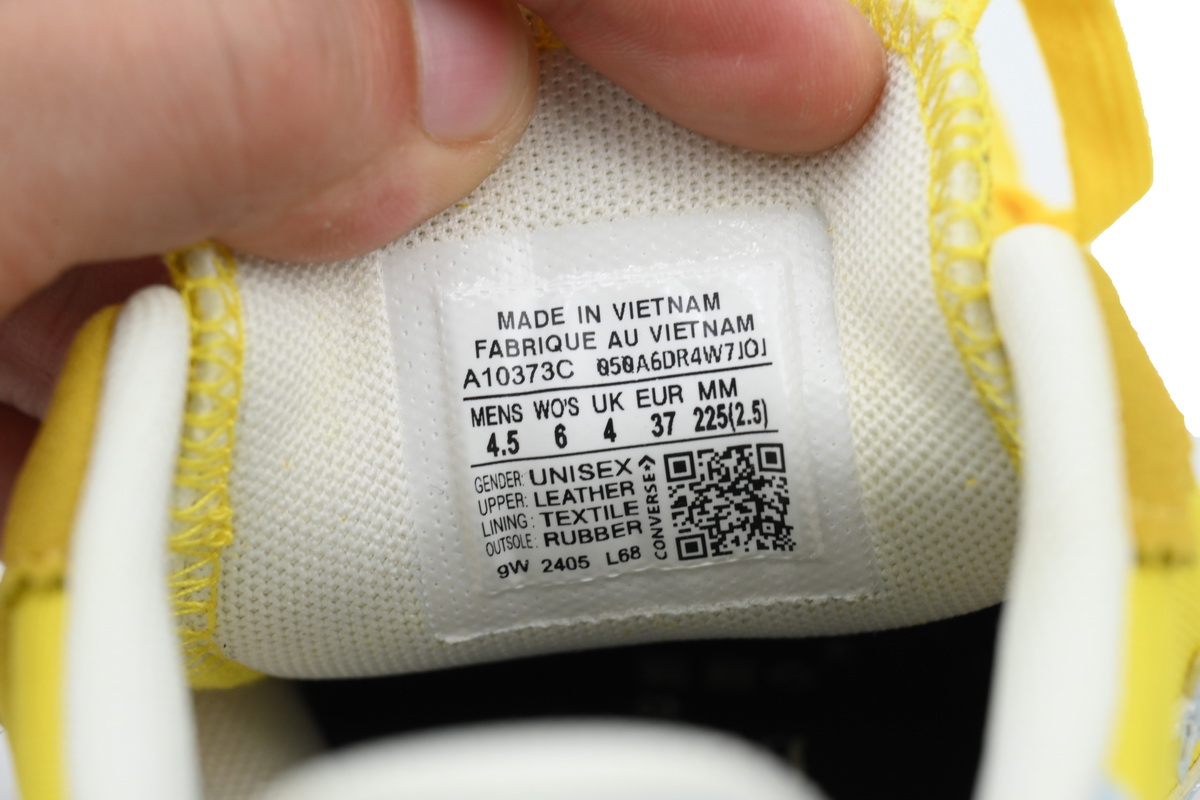 MADE IN VIETNAM
FABRIQUE AU VIETNAM
A10373C 050A6DR4W7JOJ
MENS WO'S UK EUR MM
4.5 6 4 37 225(2.5)
GENDER: UNISEX
UPPER: LEATHER
LINING: TEXTILE
OUTSOLE: RUBBER
gW 2405 L68
CONVERSE